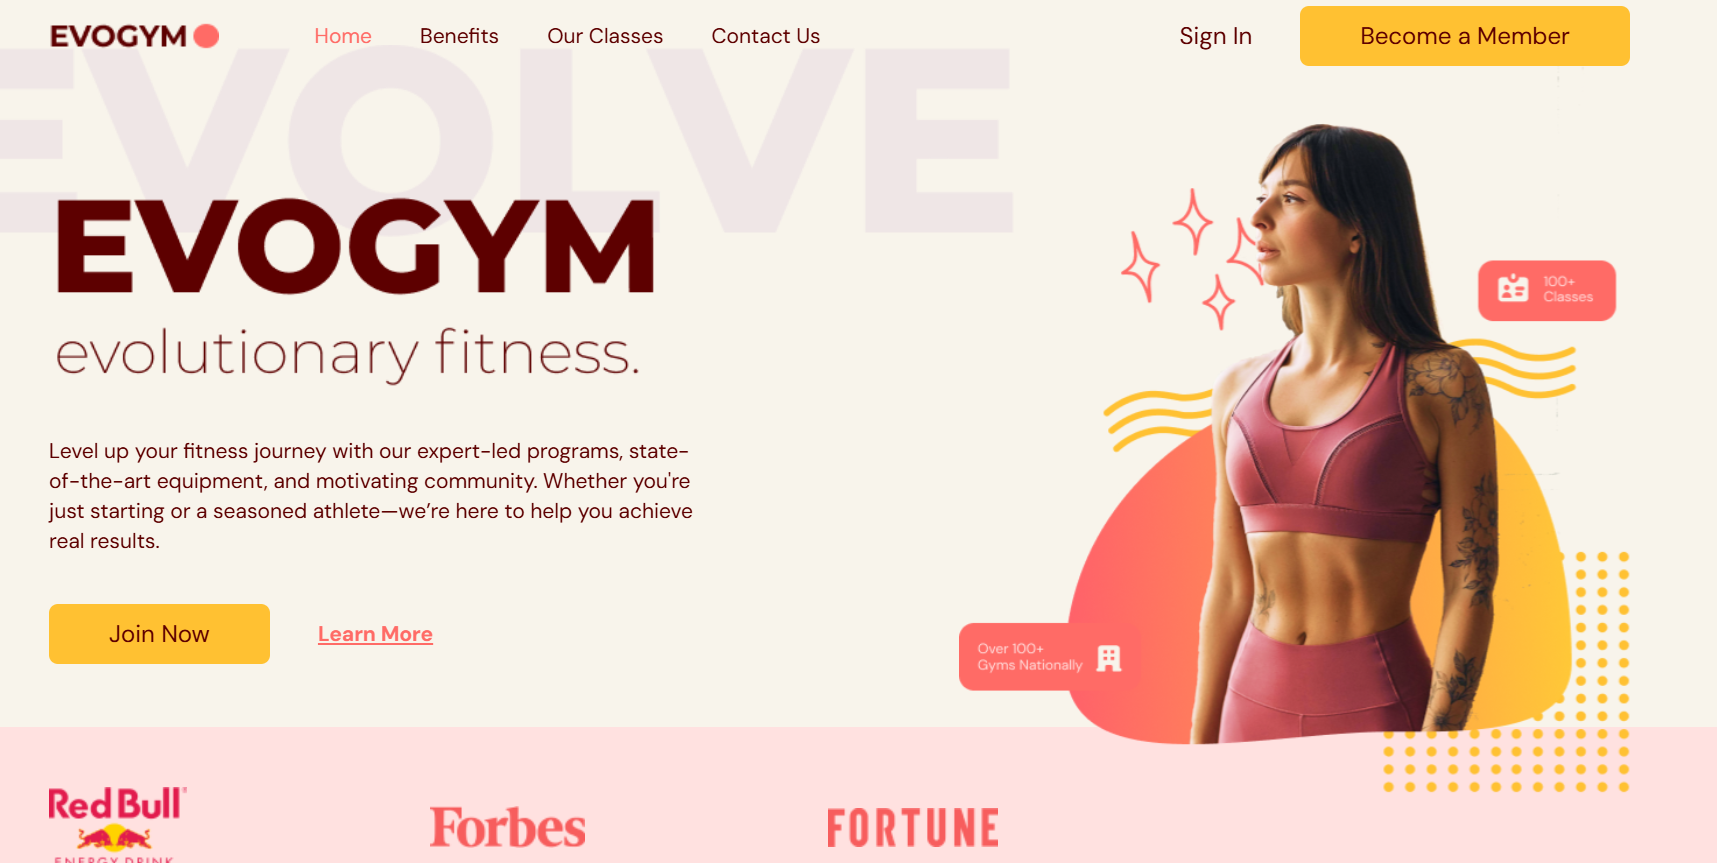 EVOGYM
Home
Benefits
Our Classes
Contact Us
Sign In
Become a Member
EVOLVE
EVOGYM
evolutionary fitness.
Level up your fitness journey with our expert-led programs, state-
of-the-art equipment, and motivating community. Whether you're
just starting or a seasoned athlete—we’re here to help you achieve
real results.
Join Now
Learn More
100+
Classes
Over 100+
Gyms Nationally
Red Bull
ENERGY DRINK
Forbes
FORTUNE